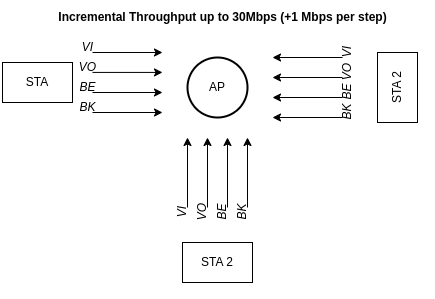 Incremental Throughput up to 30Mbps (+1 Mbps per step)
STA
VI
VO
BE
BK
AP
VI
VO
BE
BK
STA 2
VI
VO
BE
BK
STA 2